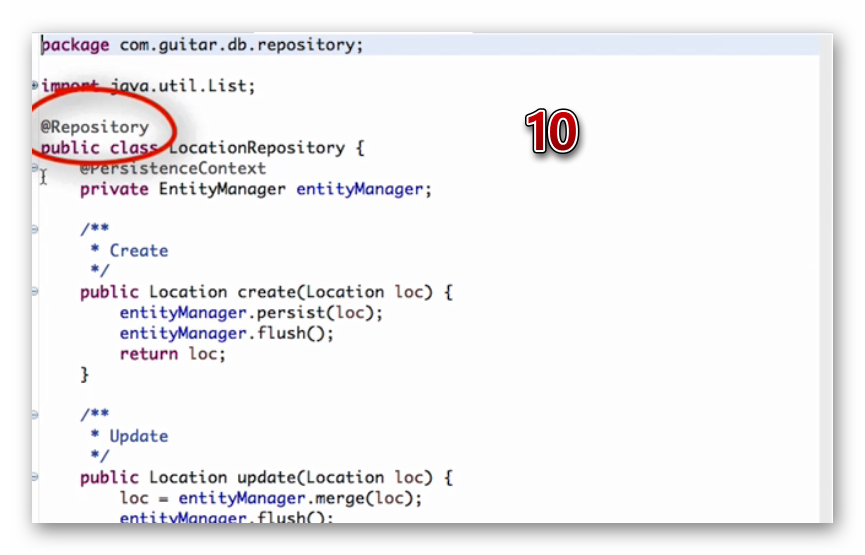 package com.guitar.db.repository;
import java.util.List;
@Repository
10
public class LocationRepository {
@PersistenceContext
private EntityManager entityManager;
/**
* Create
*/
public Location create(Location loc) {
entityManager.persist(loc);
entityManager.flush();
return loc;
}
/**
* Update
*/
public Location update(Location loc) {
loc = entityManager.merge(loc);
entityManager.flush();